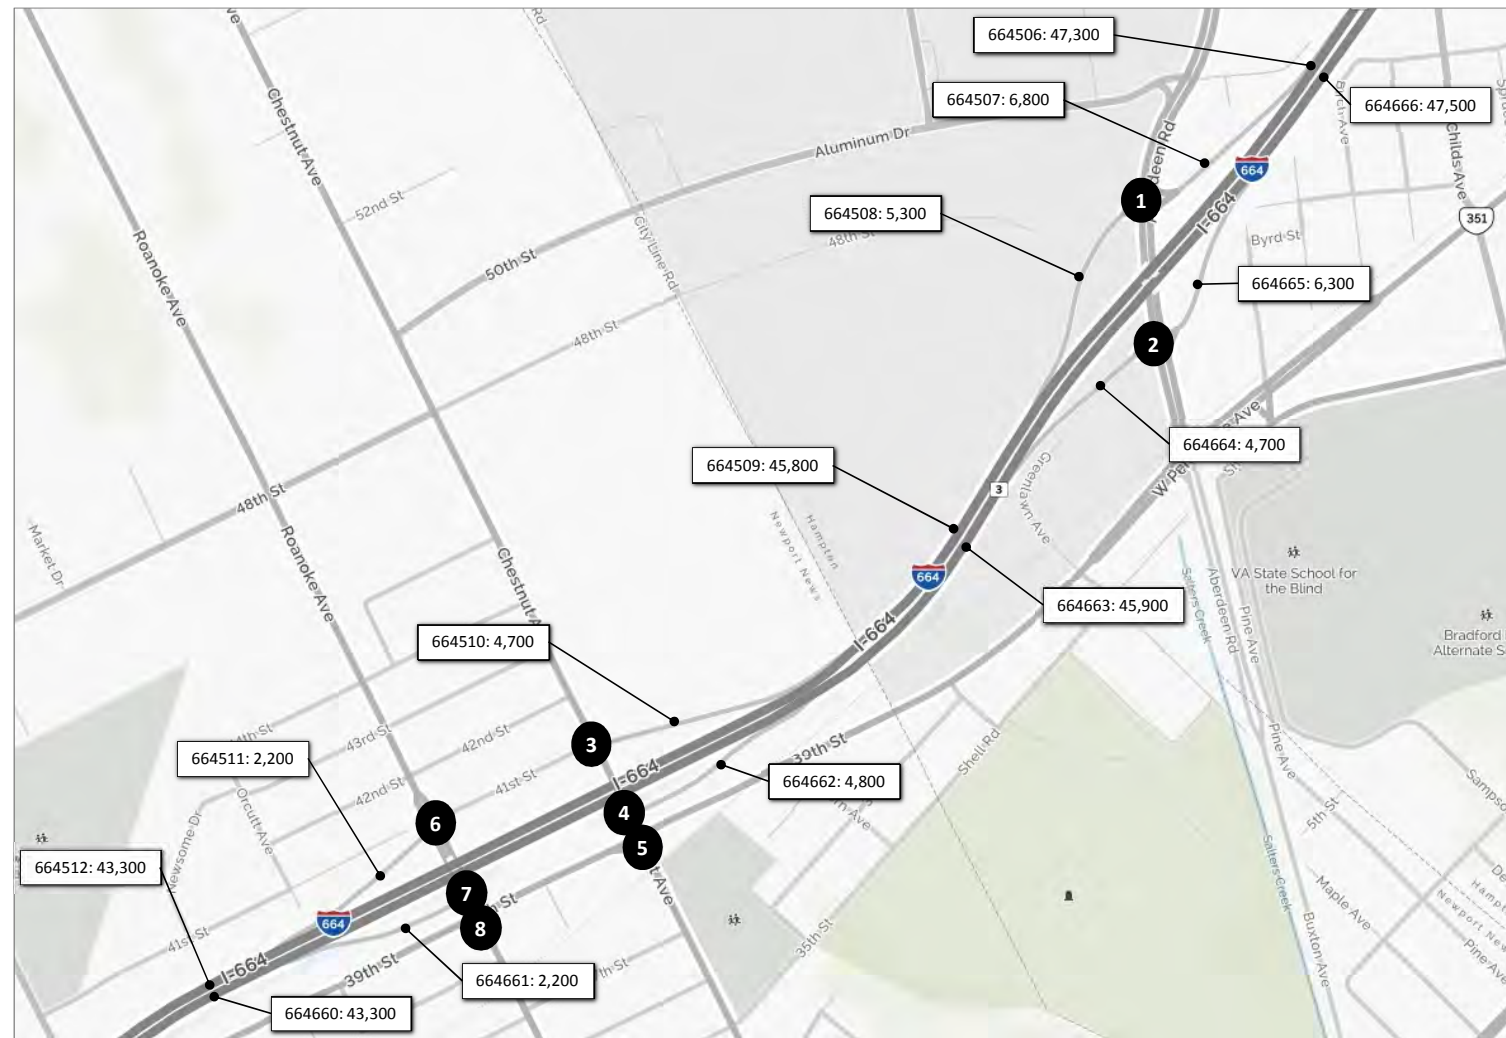 Rd
664506: 47,300
664507: 6,800
664666: 47,500
Birch Ave
Childs Ave
Chestnut Ave
Aluminum Dr
664
351
52nd St
1
664508: 5,300
I-664
City Line Rd
48th St
Byrd St
Roanoke Ave
50th St
664665: 6,300
48th St
2
664664: 4,700
664509: 45,800
3
Greenlawn Ave
48th St
Market Dr
Roanoke Ave
Chestnut
Hampton
Newport News
VA State School for
the Blind
Salters Creek
Aberdeen Rd
Pine Ave
664
664663: 45,900
I-664
664510: 4,700
Bradford
Alternate
43rd St
42nd St
3
39th St
Shell Rd
Pine Ave
664511: 2,200
I-664
664662: 4,800
42nd St
41st St
Orcutt Ave
4
5
6
5th St
Newsome Dr
664512: 43,300
Salters Creek
7
8
664
41st St
35th St
Maple Ave
Buxton Ave
Pine Ave
I-664
39th St
664661: 2,200
664660: 43,300